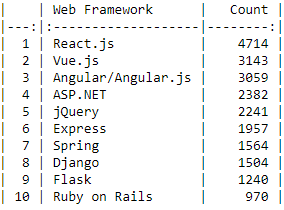 |    | Web Framework      |   Count |
|---:|:-------------------|--------:|
|  1 | React.js           |    4714 |
|  2 | Vue.js             |    3143 |
|  3 | Angular/Angular.js |    3059 |
|  4 | ASP.NET            |    2382 |
|  5 | jQuery             |    2241 |
|  6 | Express            |    1957 |
|  7 | Spring             |    1564 |
|  8 | Django             |    1504 |
|  9 | Flask              |    1240 |
| 10 | Ruby on Rails      |     970 |